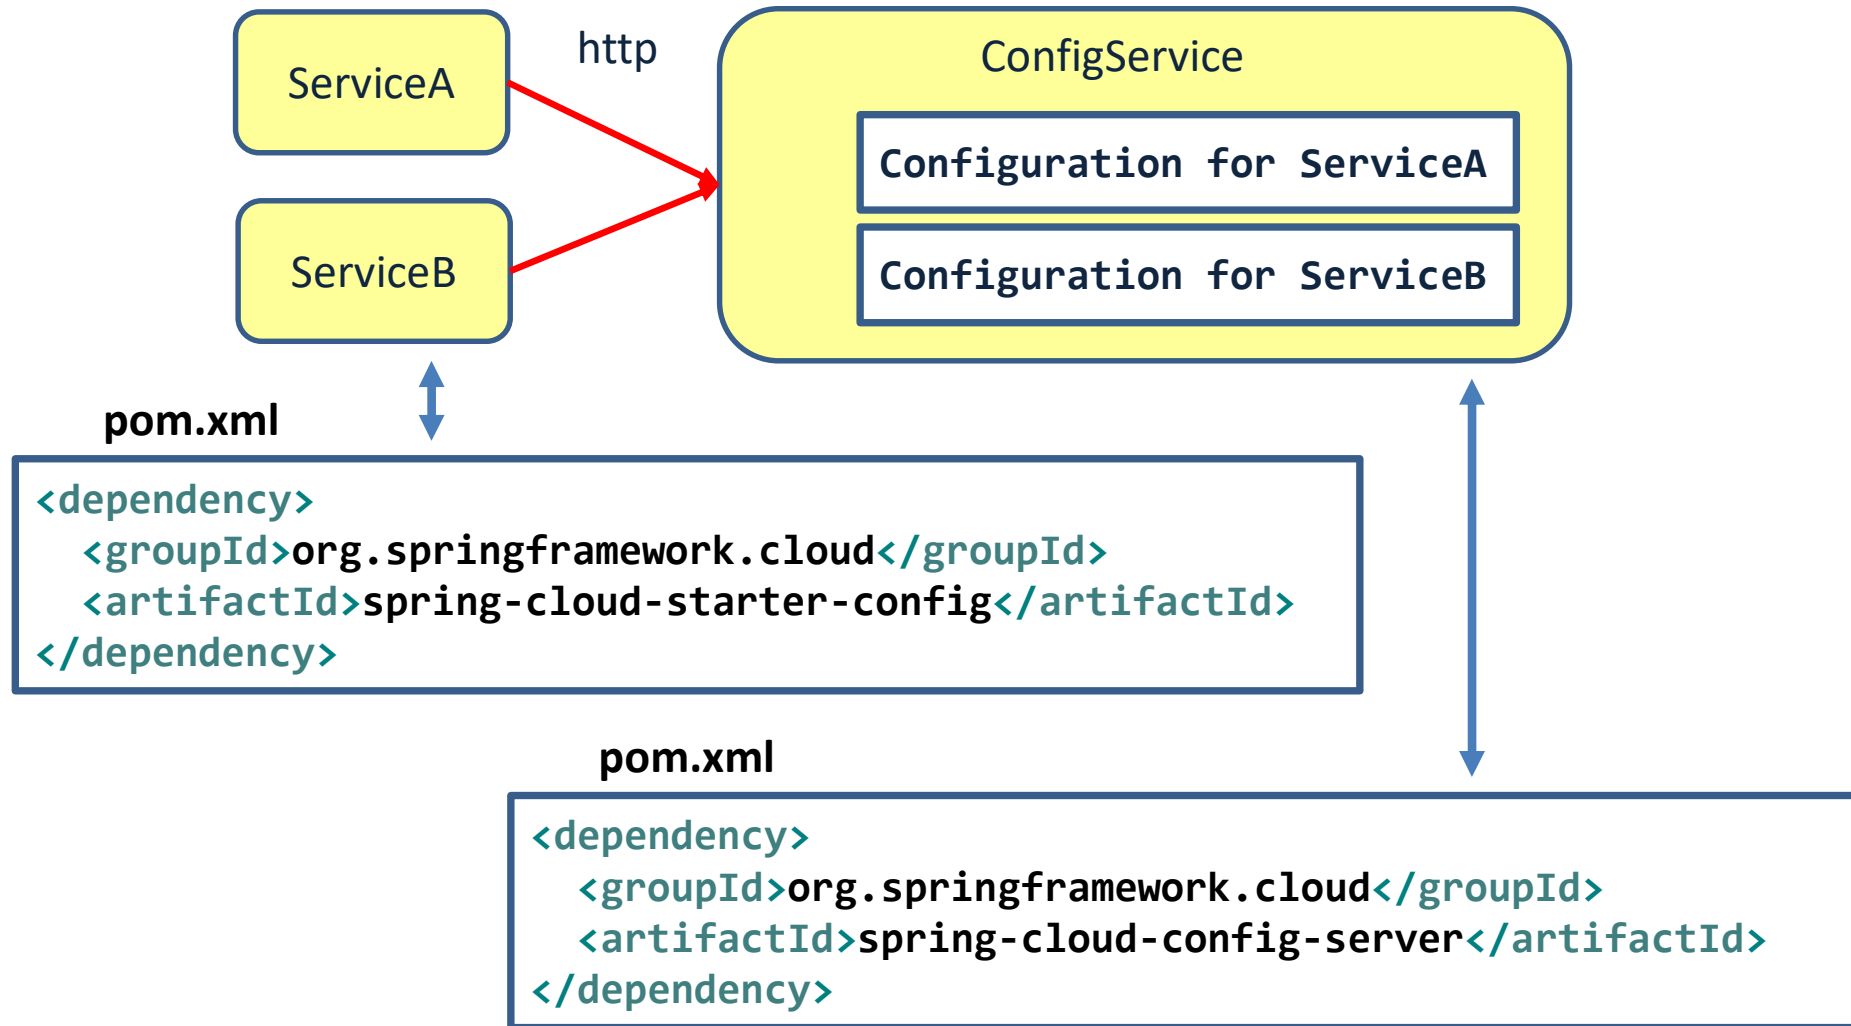 http
ConfigService
ServiceA
Configuration for ServiceA
ServiceB
Configuration for ServiceB
pom.xml
<dependency>
  <groupId>org.springframework.cloud</groupId>
  <artifactId>spring-cloud-starter-config</artifactId>
</dependency>
pom.xml
<dependency>
  <groupId>org.springframework.cloud</groupId>
  <artifactId>spring-cloud-config-server</artifactId>
</dependency>